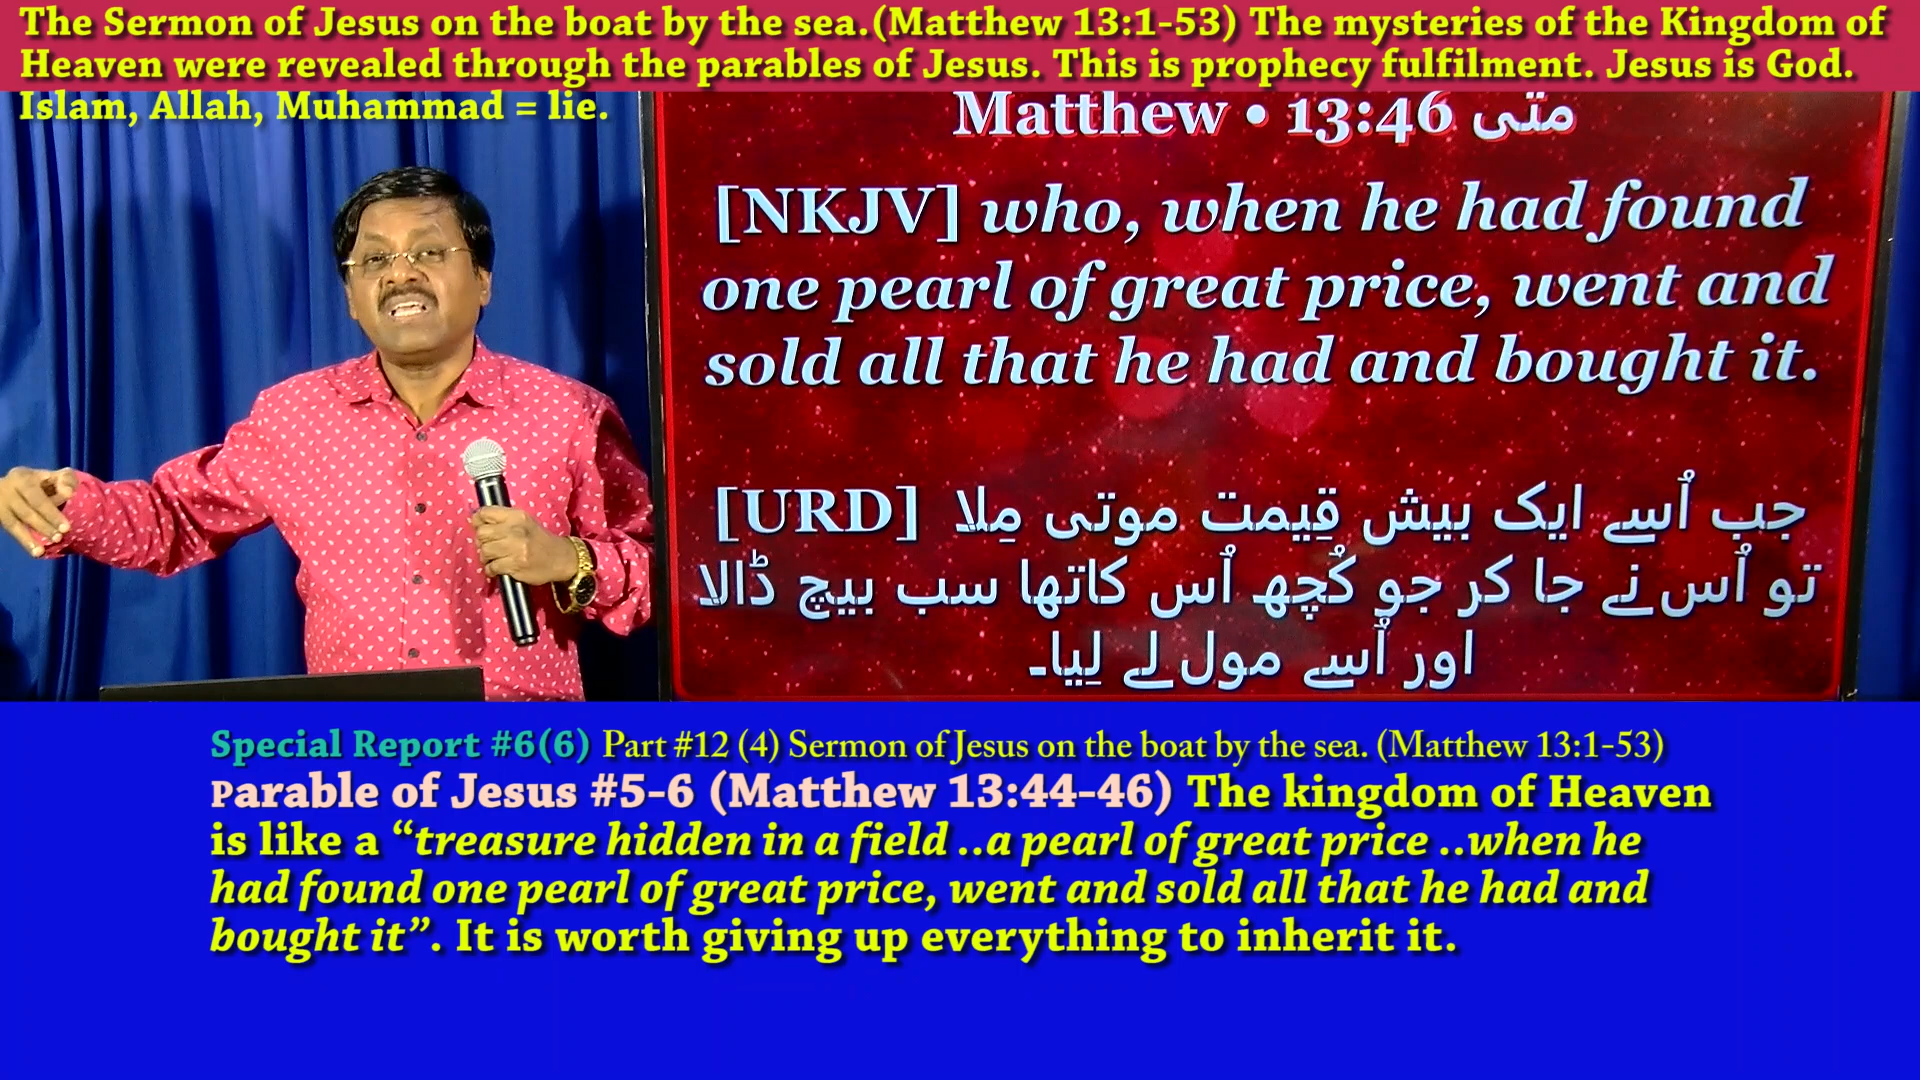 The Sermon of Jesus on the boat by the sea.(Matthew 13:1-53) The mysteries of the Kingdom of
Heaven were revealed through the parables of Jesus. This is prophecy fulfilment. Jesus is God.
Islam, Allah, Muhammad = lie.
Matthew • 13:46 متی
[NKJV] who, when he had found
one pearl of great price, went and
sold all that he had and bought it.
[URD] جب اُسے ایک بیش قِیمت موتی مِلا
تو اُس نے جا کر جو کُچھ اُس کاتھا سب بیچ ڈالا
اور اُسے مول لے لِیا۔
Special Report #6(6) Part #12 (4) Sermon of Jesus on the boat by the sea. (Matthew 13:1-53)
Parable of Jesus #5-6 (Matthew 13:44-46) The kingdom of Heaven
is like a “treasure hidden in a field ..a pearl of great price ..when he
had found one pearl of great price, went and sold all that he had and
bought it”. It is worth giving up everything to inherit it.